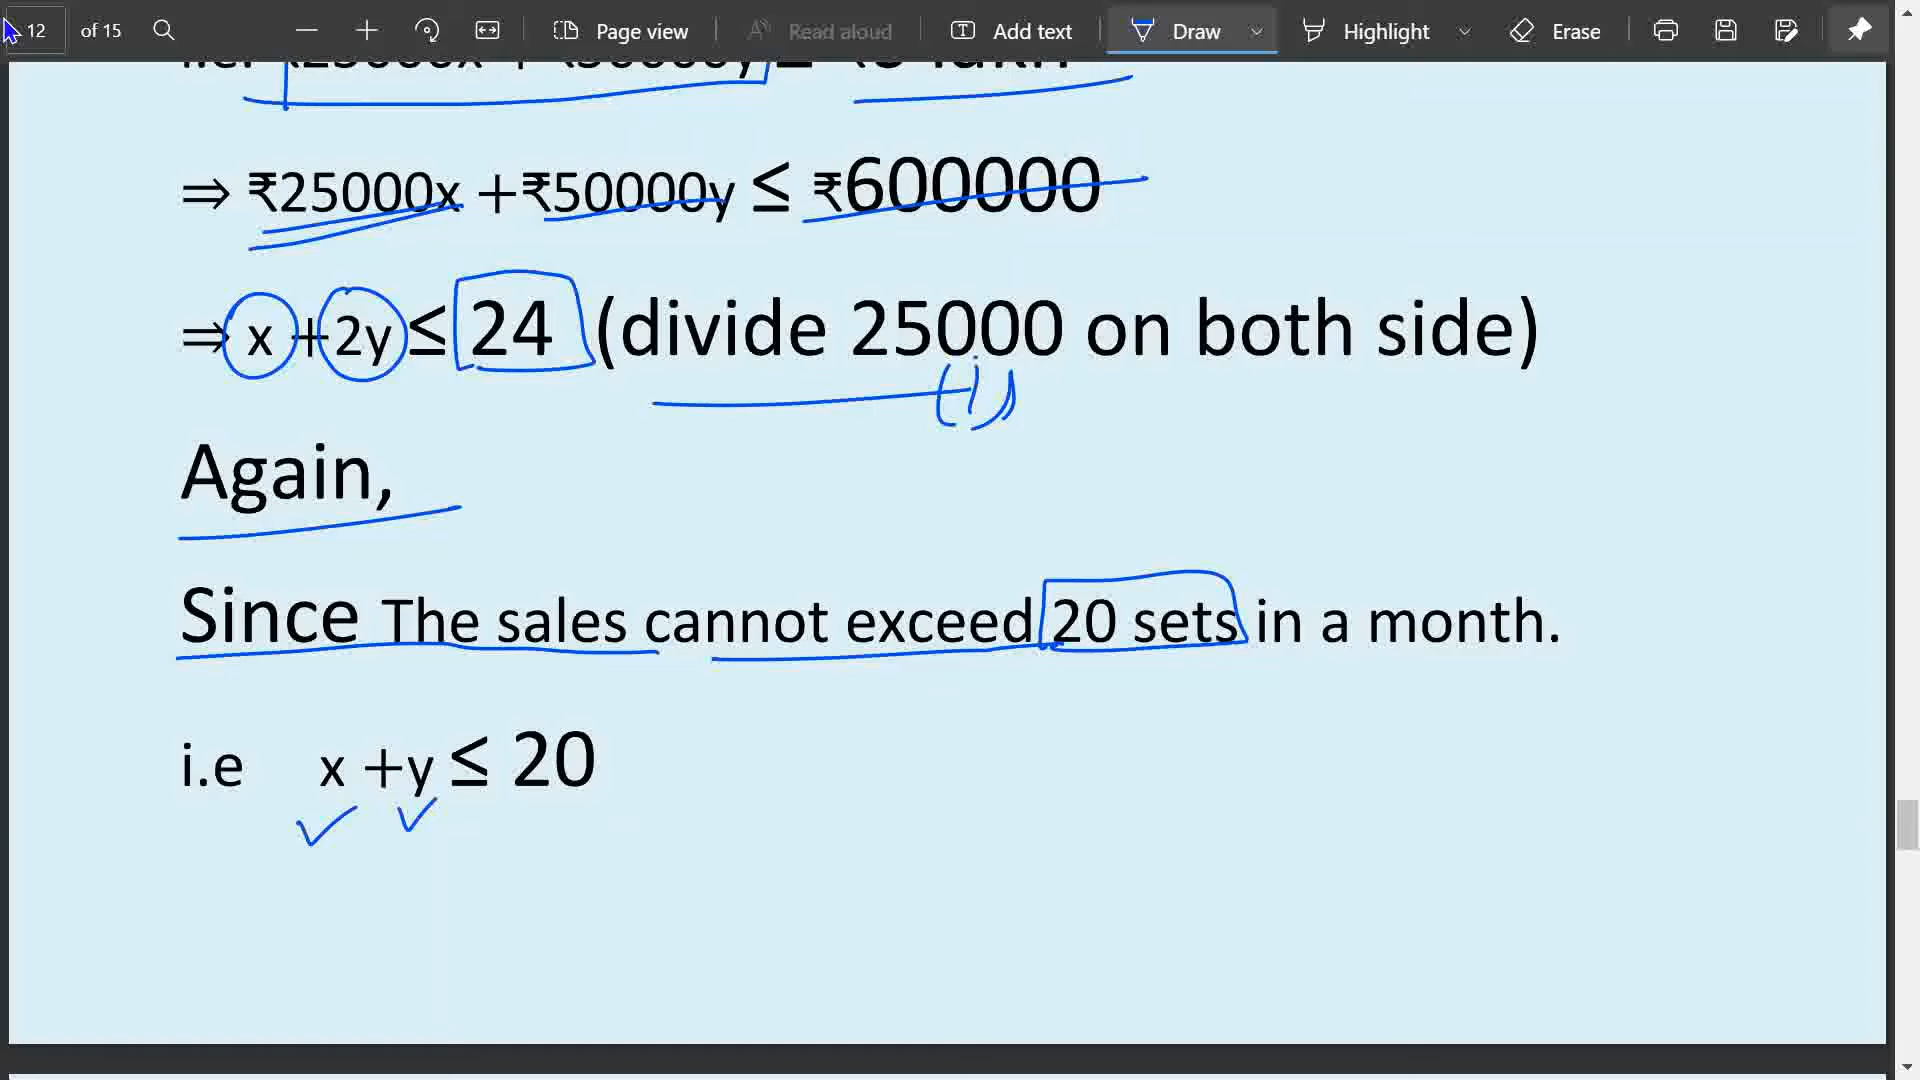 12 of 15 Page view Read aloud Add text Draw Highlight Erase
⇒ ₹25000x +₹50000y ≤ ₹600000
⇒ x +2y ≤ 24 (divide 25000 on both side)
(i)
Again,
Since The sales cannot exceed 20 sets in a month.
i.e x +y ≤ 20